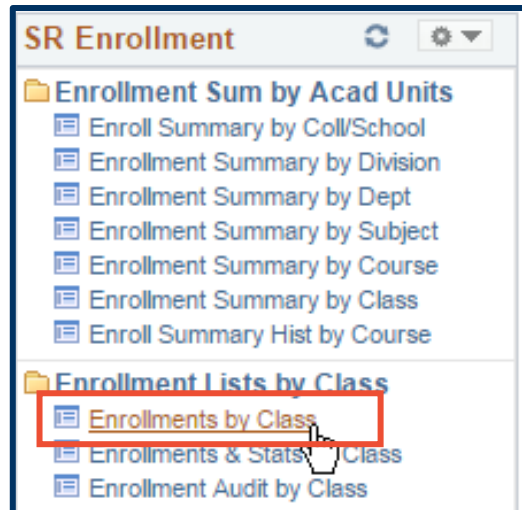 SR Enrollment
Enrollment Sum by Acad Units
Enroll Summary by Coll/School
Enrollment Summary by Division
Enrollment Summary by Dept
Enrollment Summary by Subject
Enrollment Summary by Course
Enrollment Summary by Class
Enroll Summary Hist by Course
Enrollment Lists by Class
Enrollments by Class
Enrollments & Stats Class
Enrollment Audit by Class